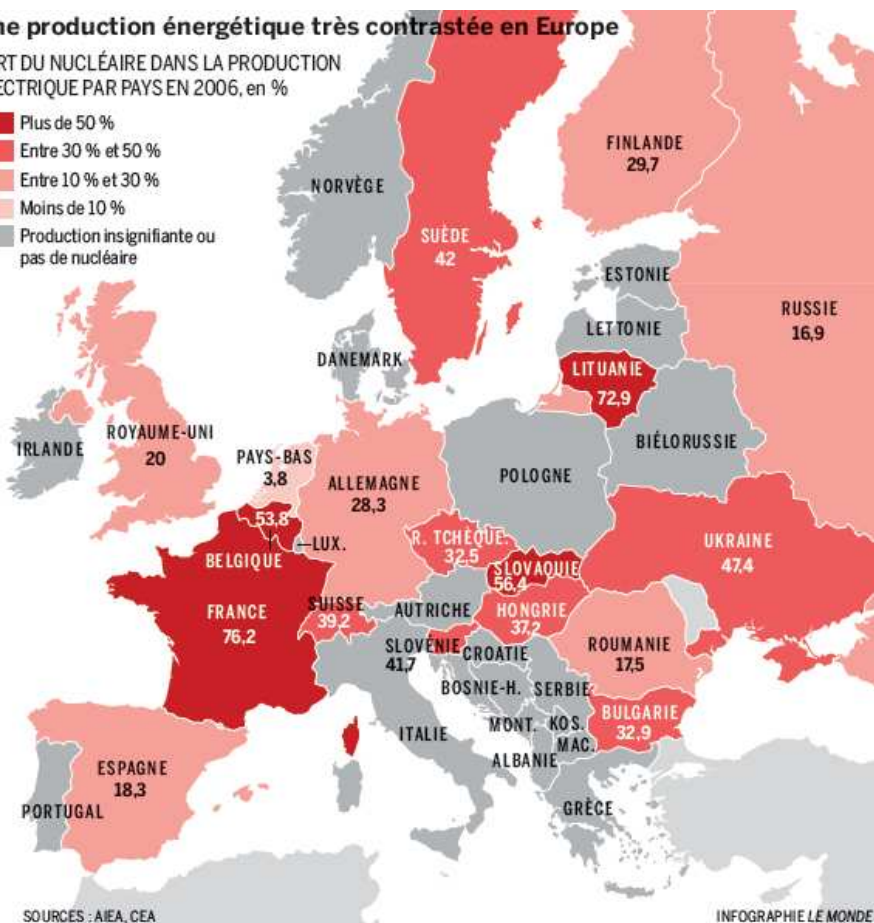 ne production énergétique très contrastée en Europe
RT DU NUCLÉAIRE DANS LA PRODUCTION
ECTRIQUE PAR PAYS EN 2006, en %
Plus de 50 %
Entre 30 % et 50 %
Entre 10 % et 30 %
Moins de 10 %
Production insignifiante ou
pas de nucléaire
FINLANDE
29,7
NORVÈGE
SUÈDE
42
ESTONIE
RUSSIE
16,9
LETTONIE
DANEMARK
LITUANIE
72,9
ROYAUME-UNI
20
IRLANDE
BIÉLORUSSIE
PAYS-BAS
3,8
POLOGNE
ALLEMAGNE
28,3
53,8
BELGIQUE
LUX.
R. TCHÈQUE
32,5
UKRAINE
47,4
SLOVAQUIE
56,4
FRANCE
76,2
SUISSE
39,2
AUTRICHE
HONGRIE
37,2
SLOVÉNIE
41,7
CROATIE
ROUMANIE
17,5
BOSNIE-H.
SERBIE
BULGARIE
32,9
ITALIE
MONT.
KOS.
MAC.
ALBANIE
ESPAGNE
18,3
PORTUGAL
GRÈCE
SOURCES : AIEA, CEA
INFOGRAPHIE LE MONDE